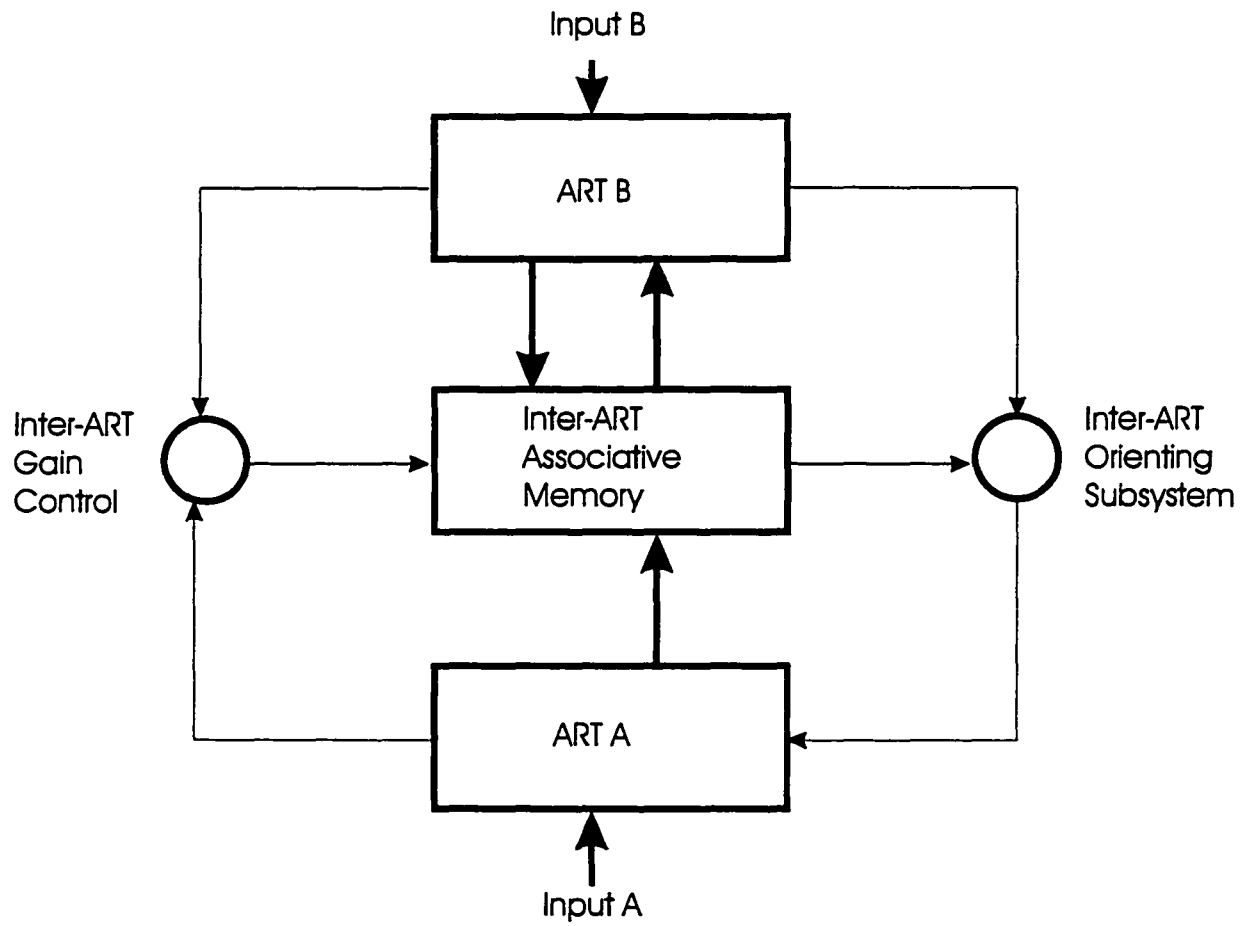 Input B
ART B
Inter-ART
Gain
Control
Inter-ART
Associative
Memory
Inter-ART
Orienting
Subsystem
ART A
Input A